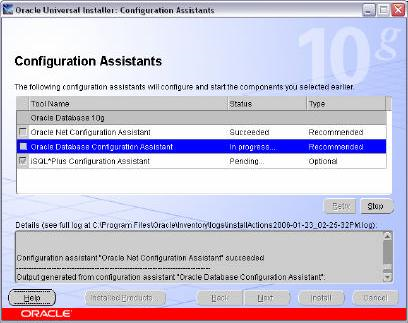 Oracle Universal Installer: Configuration Assistants
10g
Configuration Assistants
The following configuration assistants will configure and start the components you selected earlier.
Tool Name Status Type
Oracle Database 10g
Oracle Net Configuration Assistant Succeeded Recommended
Oracle Database Configuration Assistant In progress... Recommended
iSQL*Plus Configuration Assistant Pending... Optional
Retry Stop
Details (see full log at C:\Program Files\Oracle\Inventory\logs\installActions2006-01-23_02-25-32PM.log):
Configuration assistant "Oracle Net Configuration Assistant" succeeded
-----------------------------------------------------------------------------
Output generated from configuration assistant "Oracle Database Configuration Assistant":
Help Installed Products... Back Next Install Cancel
ORACLE